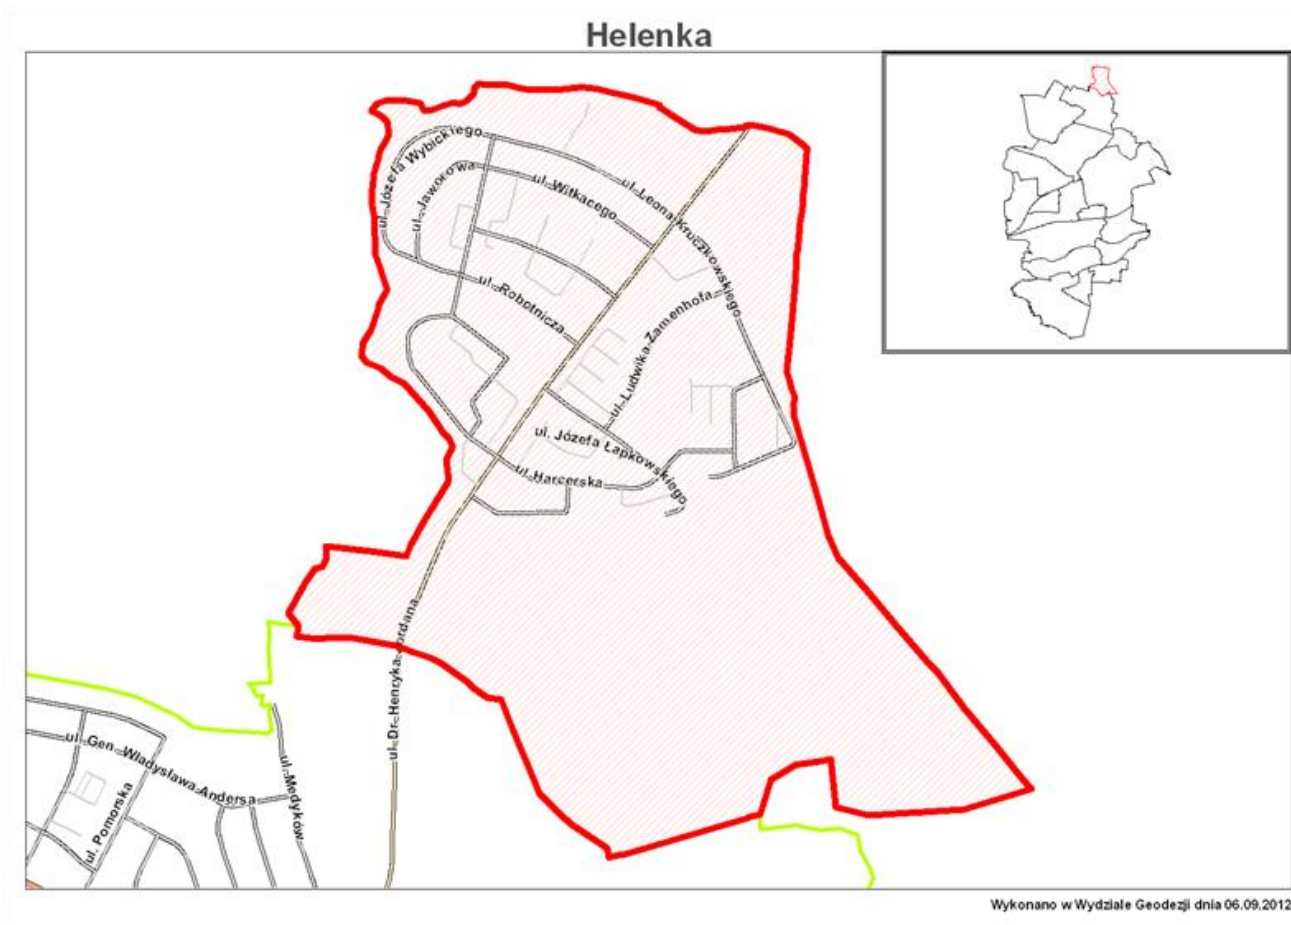 Helenka
ul. Józefa Wybickiego
ul. Jaworowa
ul. Witkacego
ul. Leona Kruczkowskiego
ul. Robotnicza
ul. Ludwika Zamenhofa
ul. Józefa Łapkowskiego
ul. Harcerska
ul. Dr. Henryka Jordana
ul. Gen. Władysława Andersa
ul. Medyków
ul. Pomorska
Wykonano w Wydziale Geodezji dnia 06.09.2012